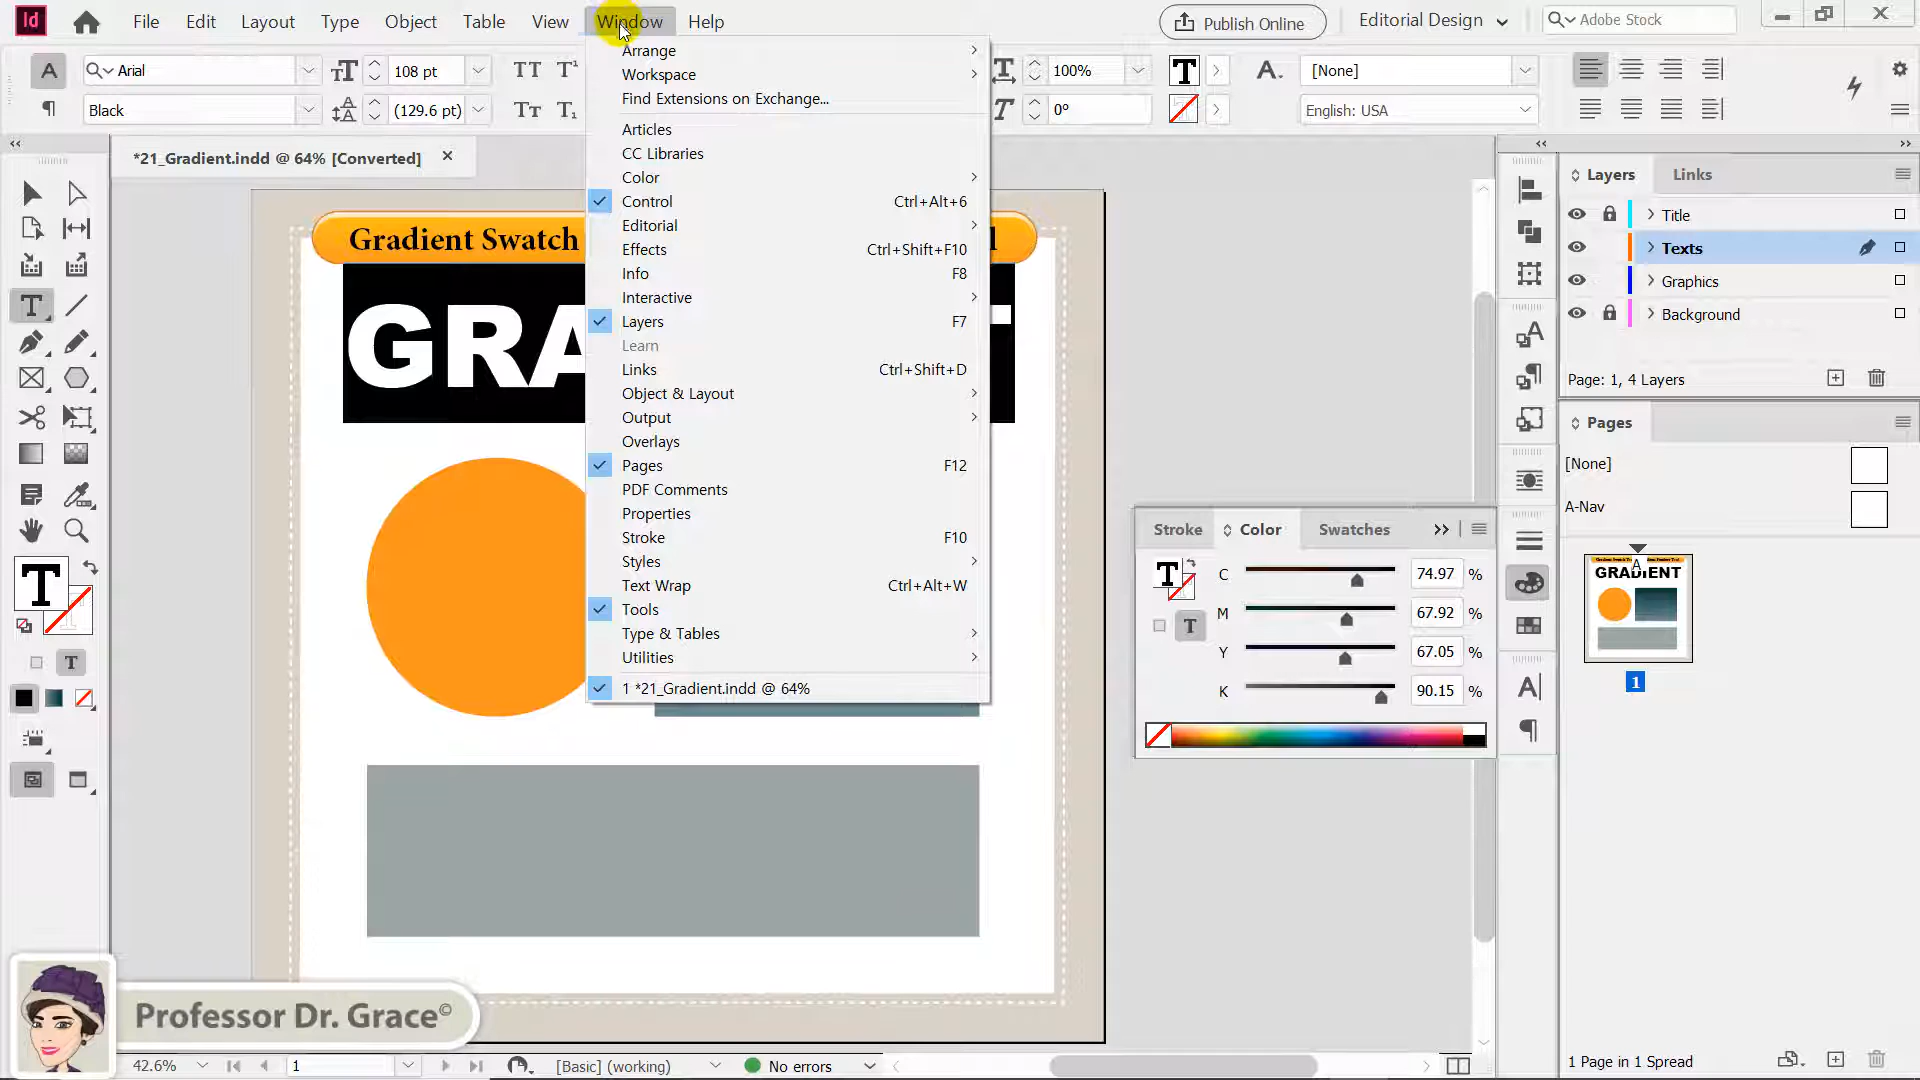 Id File Edit Layout Type Object Table View Window Help Publish Online Editorial Design Adobe Stock
Arial 108 pt 100% [None]
Black (129.6 pt) 0° English: USA
*21_Gradient.indd @ 64% [Converted]
Gradient Swatch
GRA
Arrange
Workspace
Find Extensions on Exchange...
Articles
CC Libraries
Color
Control Ctrl+Alt+6
Editorial
Effects Ctrl+Shift+F10
Info F8
Interactive
Layers F7
Learn
Links Ctrl+Shift+D
Object & Layout
Output
Overlays
Pages F12
PDF Comments
Properties
Stroke F10
Styles
Text Wrap Ctrl+Alt+W
Tools
Type & Tables
Utilities
1 *21_Gradient.indd @ 64%
Stroke Color Swatches
C 74.97 %
M 67.92 %
Y 67.05 %
K 90.15 %
Layers Links
Title
Texts
Graphics
Background
Page: 1, 4 Layers
Pages
[None]
A-Nav
A
GRADIENT
1
1 Page in 1 Spread
Professor Dr. Grace©
42.6% 1 [Basic] (working) No errors